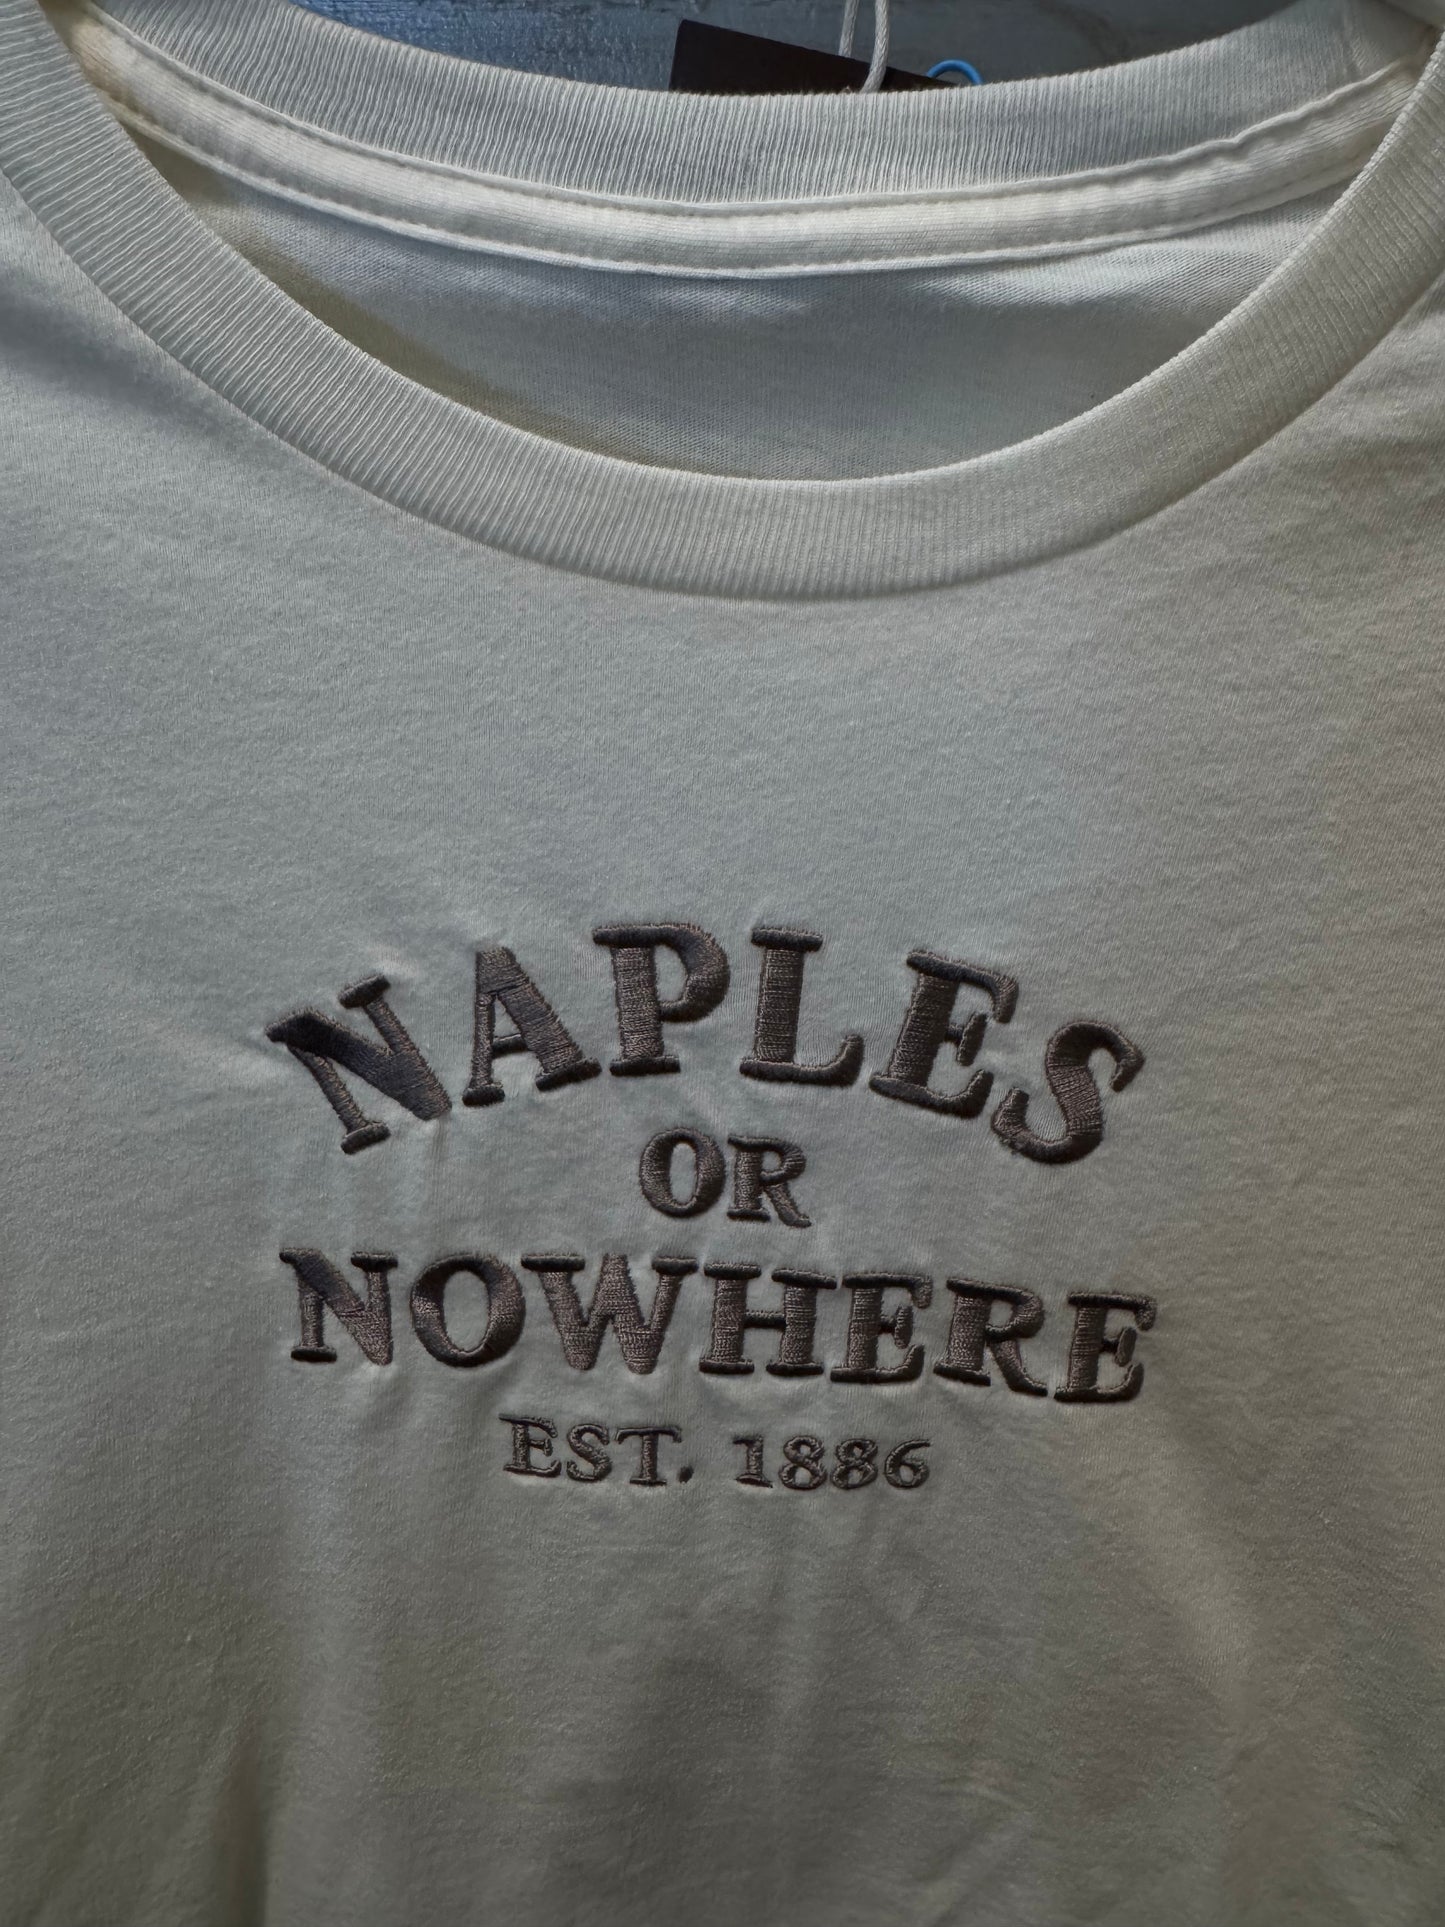 NAPLES
OR
NOWHERE
EST. 1886